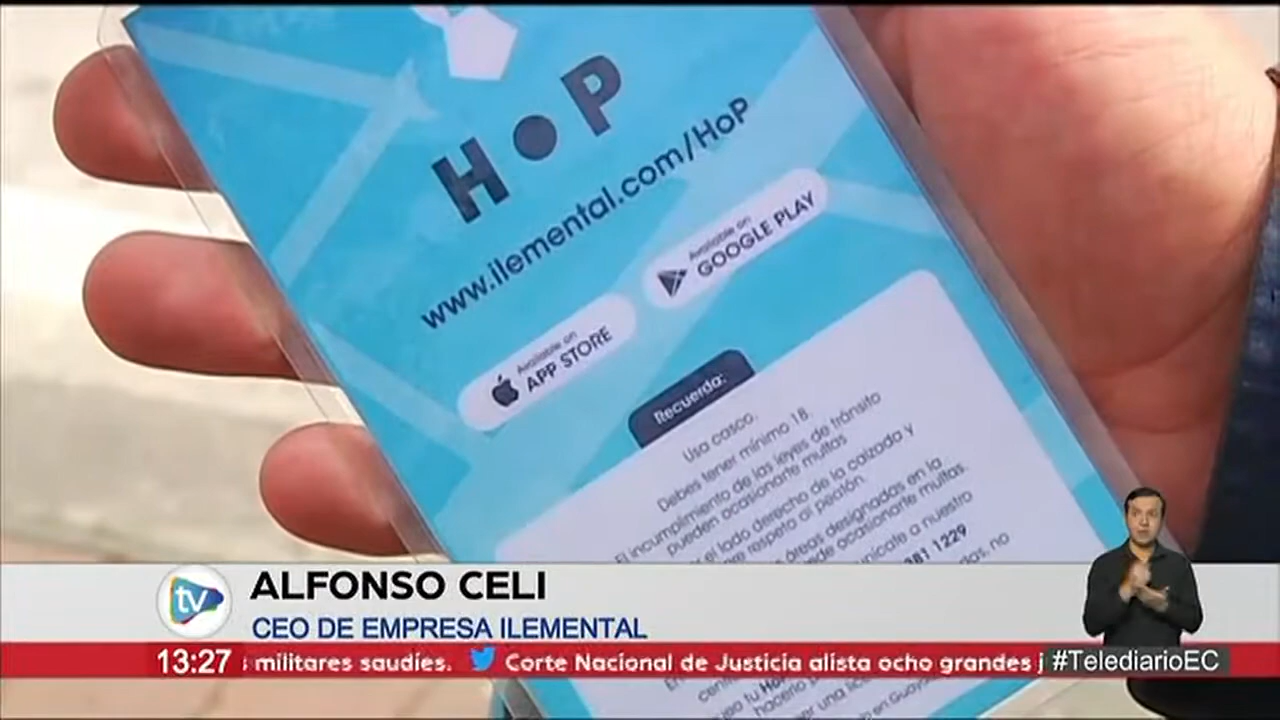 HOP
www.ilemental.com/HoP
Available on
GOOGLE PLAY
Available on
APP STORE
Recuerda:
Usa casco.
Debes tener mínimo 18.
El incumplimiento de las leyes de tránsito
pueden ocasionarte multas
el lado derecho de la calzada y
respeto al peatón.
áreas designadas en la
ocasionarte multas.
a nuestro
381 1229
no
tv
ALFONSO CELI
CEO DE EMPRESA ILEMENTAL
13:27
militares saudíes.
Corte Nacional de Justicia alista ocho grandes
#TelediarioEC